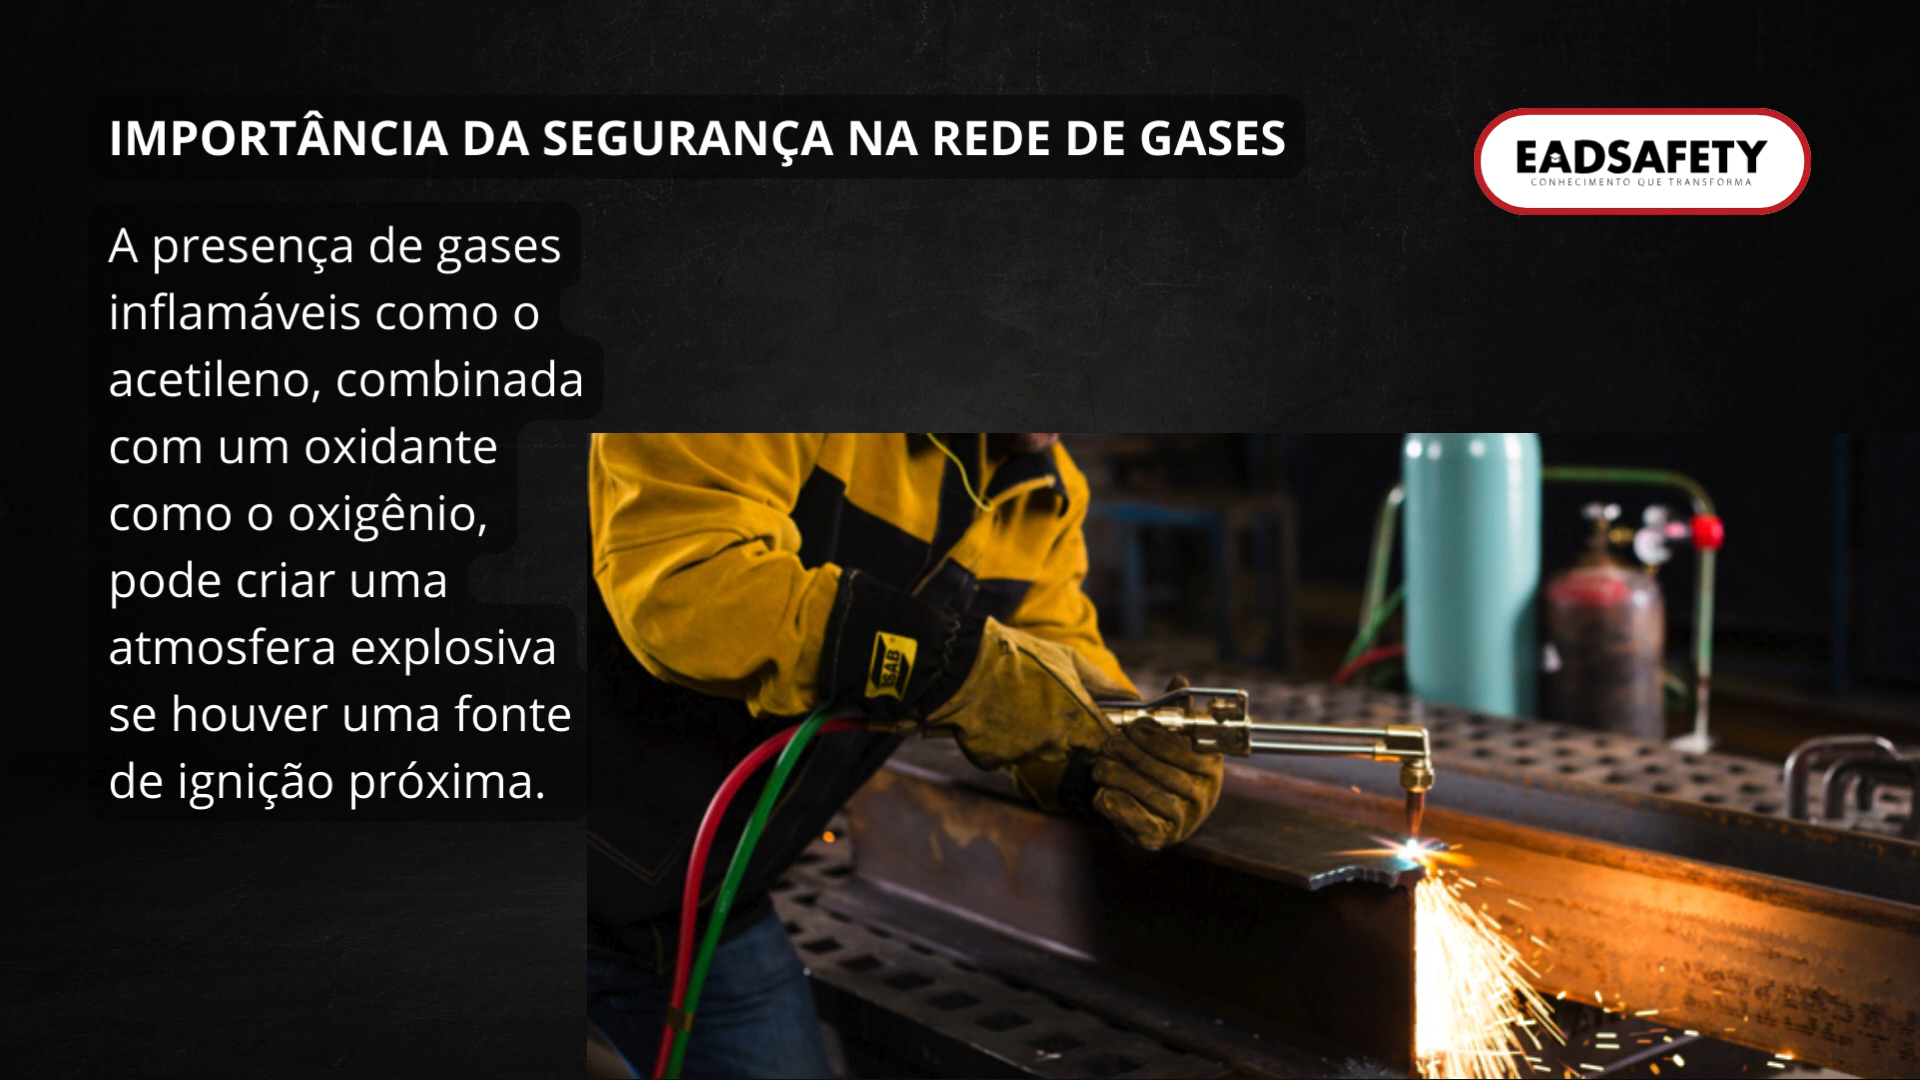 IMPORTÂNCIA DA SEGURANÇA NA REDE DE GASES
EADSAFETY
CONHECIMENTO QUE TRANSFORMA
A presença de gases
inflamáveis como o
acetileno, combinada
com um oxidante
como o oxigênio,
pode criar uma
atmosfera explosiva
se houver uma fonte
de ignição próxima.
ESAB